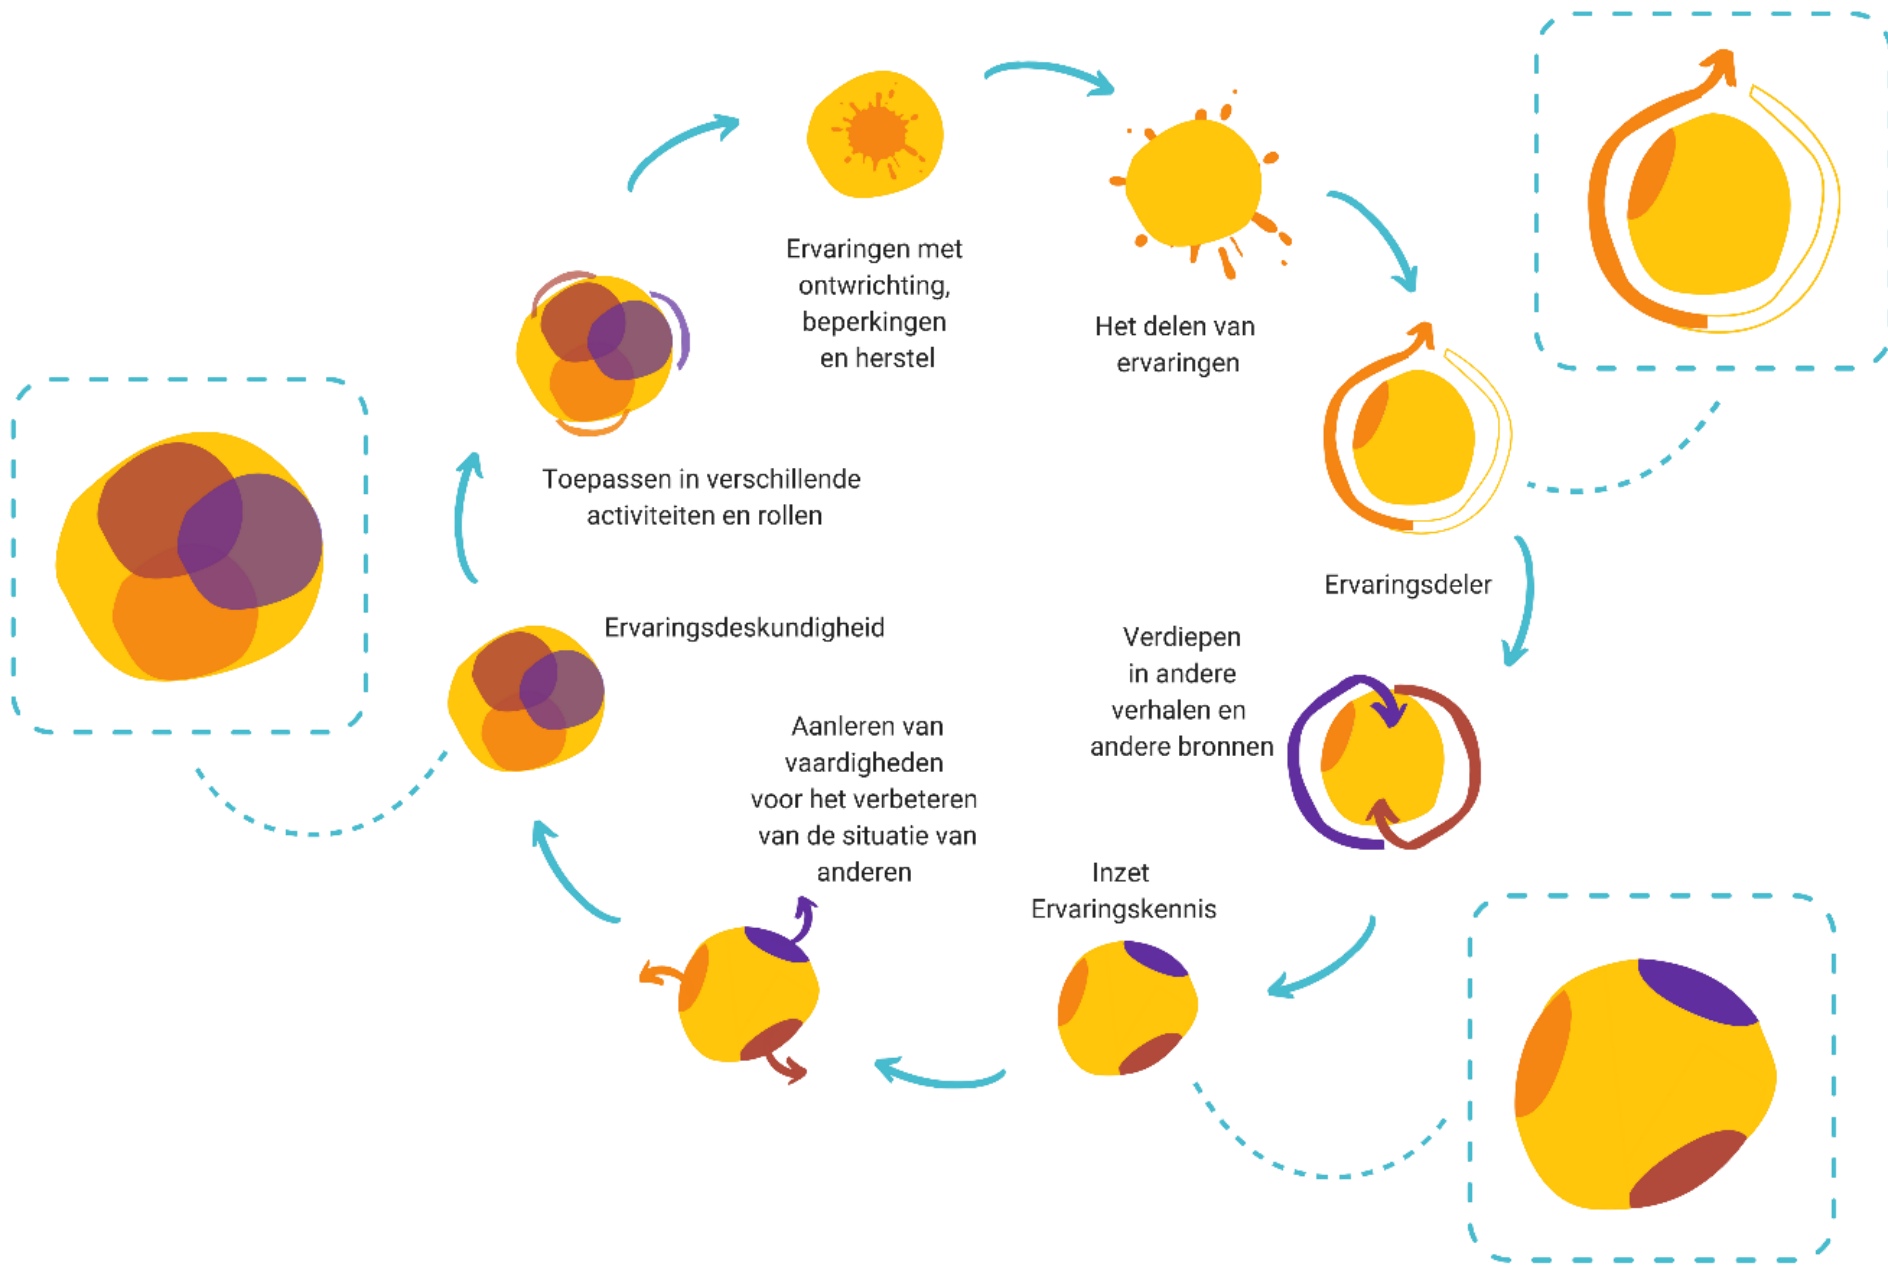 Ervaringen met
ontwrichting,
beperkingen
en herstel
Het delen van
ervaringen
Ervaringsdeler
Verdiepen
in andere
verhalen en
andere bronnen
Inzet
Ervaringskennis
Aanleren van
vaardigheden
voor het verbeteren
van de situatie van
anderen
Ervaringsdeskundigheid
Toepassen in verschillende
activiteiten en rollen